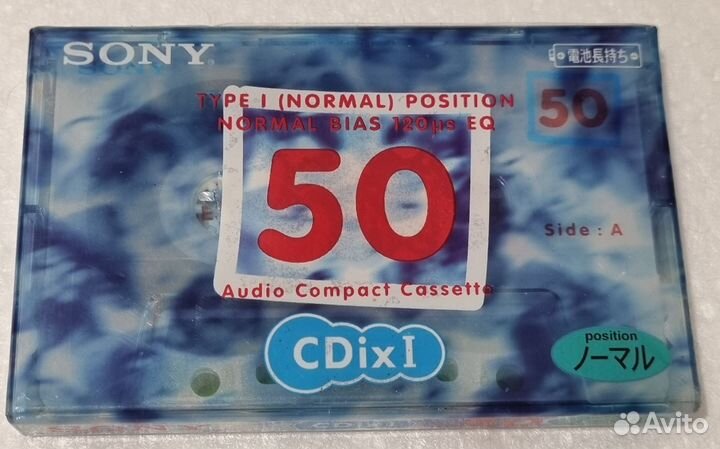 SONY
電池長持ち
TYPE I (NORMAL) POSITION
NORMAL BIAS 120μs EQ
50
50
Side : A
Audio Compact Cassette
CDixI
position
ノーマル
Avito